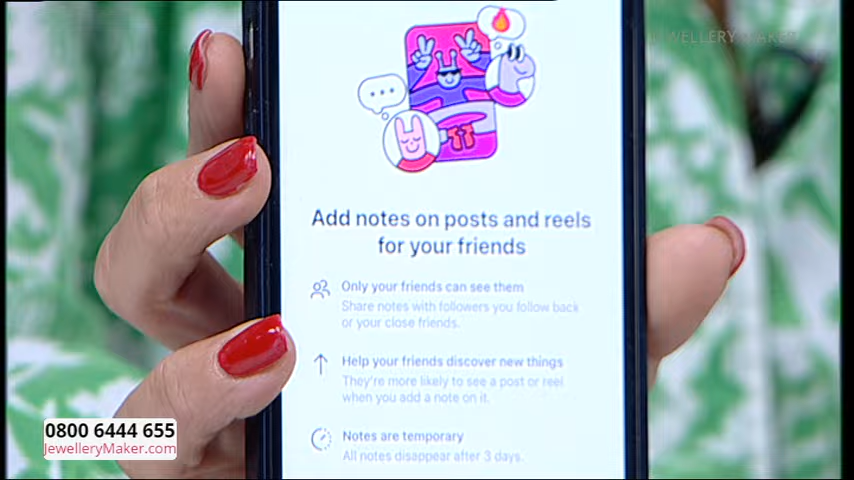 JEWELLERY MAKER
Add notes on posts and reels
for your friends
Only your friends can see them
Share notes with followers you follow back
or your close friends.
Help your friends discover new things
They're more likely to see a post or reel
when you add a note on it.
Notes are temporary
All notes disappear after 3 days.
0800 6444 655
JewelleryMaker.com